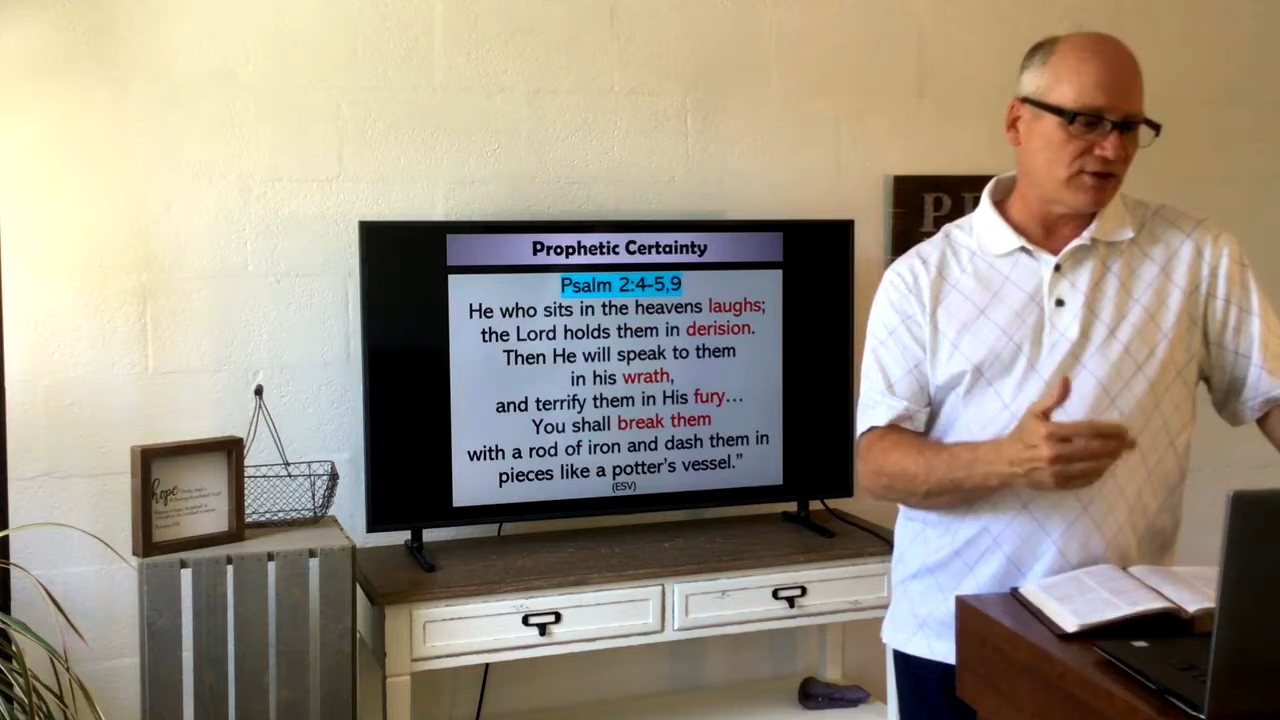 Prophetic Certainty
Psalm 2:4-5,9
He who sits in the heavens laughs;
the Lord holds them in derision.
Then He will speak to them
in his wrath,
and terrify them in His fury...
You shall break them
with a rod of iron and dash them in
pieces like a potter's vessel.”
(ESV)
hope